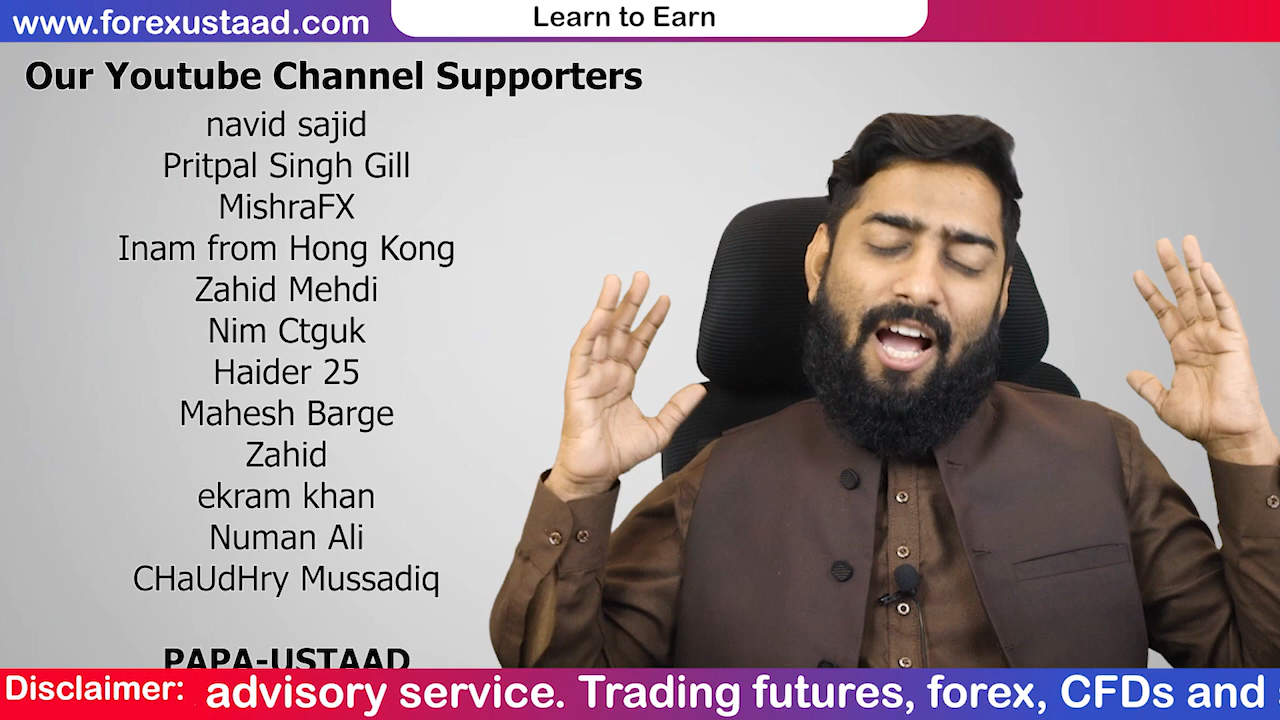 www.forexustaad.com
Learn to Earn
Our Youtube Channel Supporters
navid sajid
Pritpal Singh Gill
MishraFX
Inam from Hong Kong
Zahid Mehdi
Nim Ctguk
Haider 25
Mahesh Barge
Zahid
ekram khan
Numan Ali
CHaUdHry Mussadiq
PAPA-USTAAD
Disclaimer: advisory service. Trading futures, forex, CFDs and